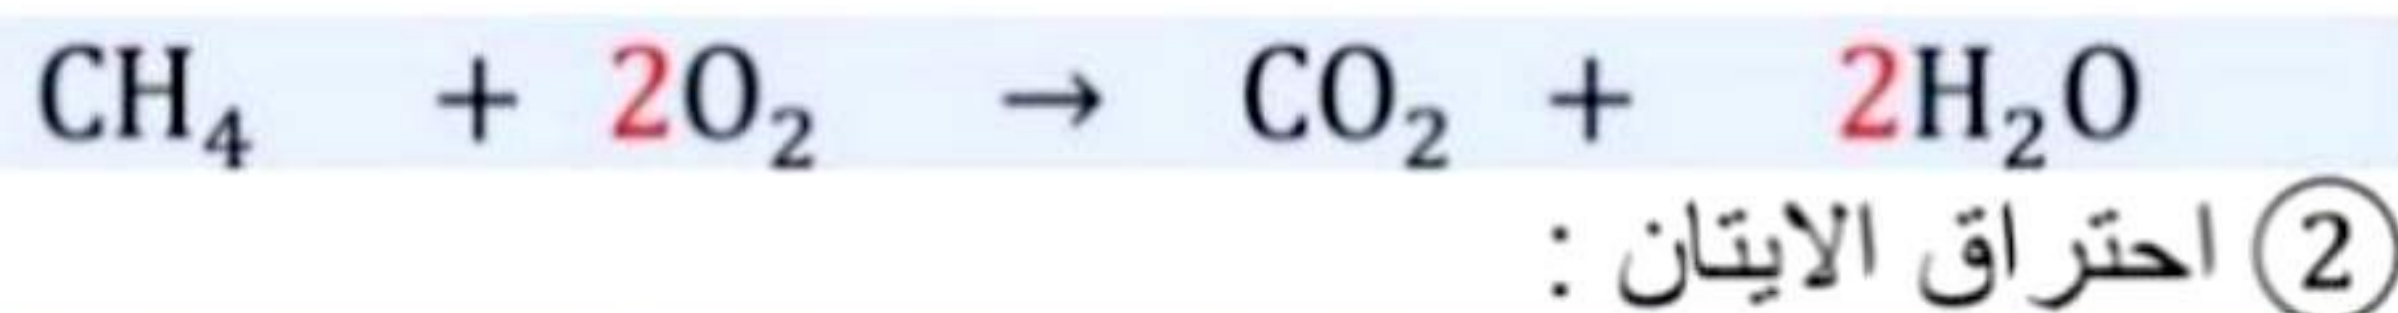 CH₄ + 2O₂ → CO₂ + 2H₂O
② احتراق الايثان :